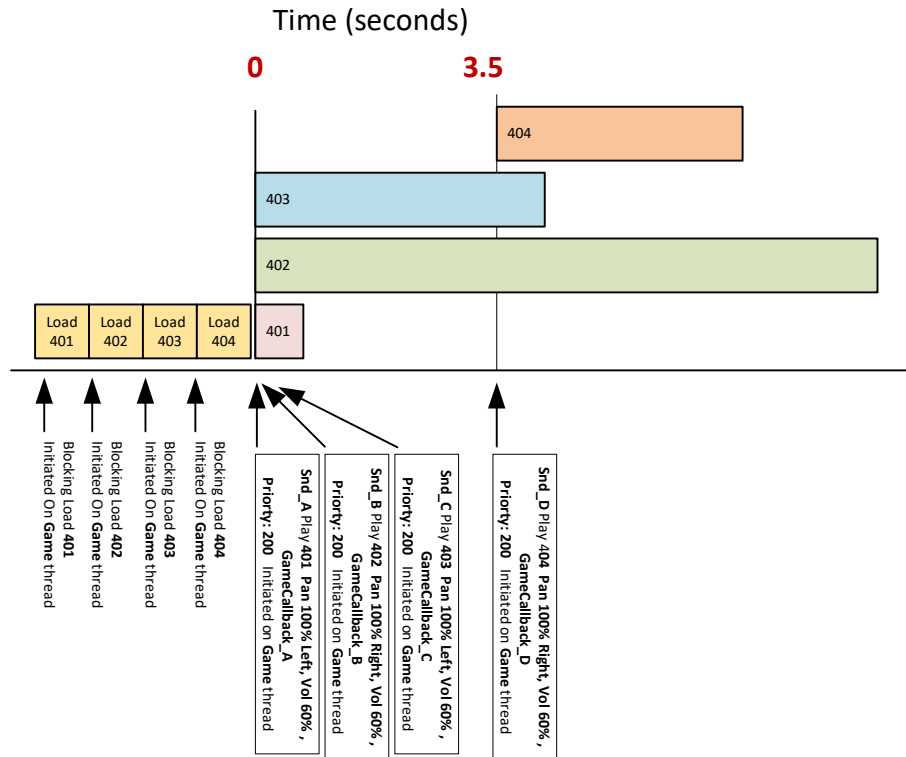 Time (seconds)
0
3.5
404
403
402
Load
401
Load
402
Load
403
Load
404
401
Blocking Load 401
Initiated On Game thread
Blocking Load 402
Initiated On Game thread
Blocking Load 403
Initiated On Game thread
Blocking Load 404
Initiated On Game thread
Snd_A Play 401 Pan 100% Left, Vol 60% ,
GameCallback_A
Priorty: 200 Initiated on Game thread
Snd_B Play 402 Pan 100% Right, Vol 60% ,
GameCallback_B
Priorty: 200 Initiated on Game thread
Snd_C Play 403 Pan 100% Left, Vol 60% ,
GameCallback_C
Priorty: 200 Initiated on Game thread
Snd_D Play 404 Pan 100% Right, Vol 60% ,
GameCallback_D
Priorty: 200 Initiated on Game thread